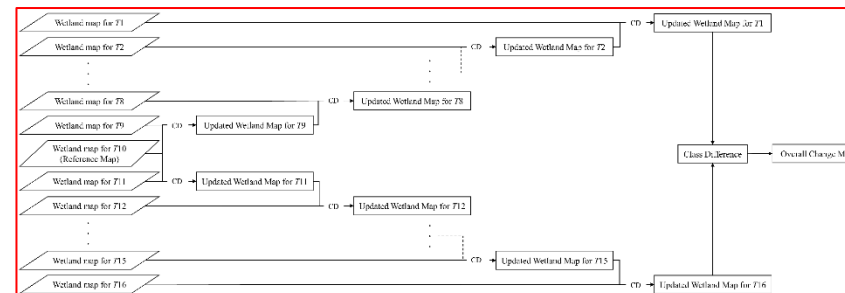 Wetland map for T1
CD
Updated Wetland Map for T1
Wetland map for T2
CD
Updated Wetland Map for T2
Wetland map for T8
CD
Updated Wetland Map for T8
Wetland map for T9
CD
Updated Wetland Map for T9
Wetland map for T10
(Reference Map)
Class Difference
Overall Change M
Wetland map for T11
CD
Updated Wetland Map for T11
Wetland map for T12
CD
Updated Wetland Map for T12
Wetland map for T15
CD
Updated Wetland Map for T15
Wetland map for T16
CD
Updated Wetland Map for T16